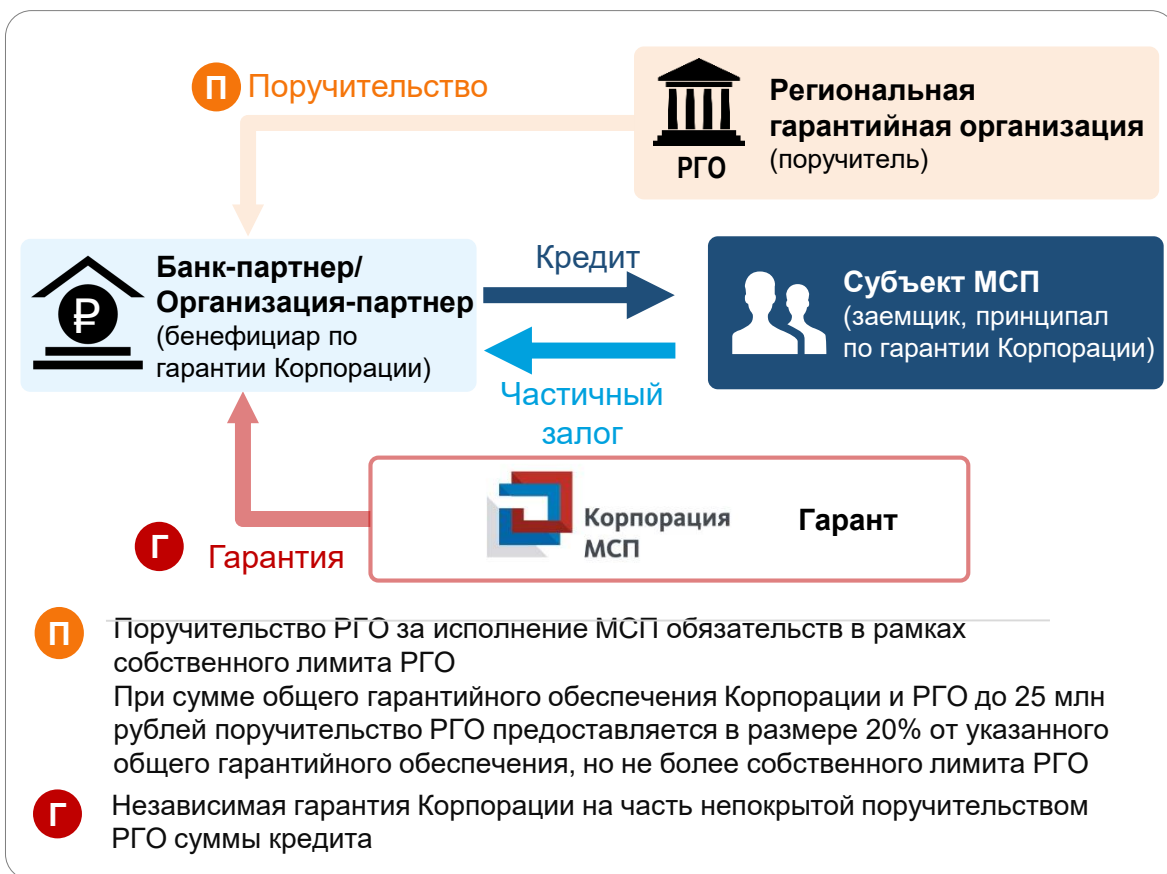 П Поручительство
Региональная
гарантийная организация
(поручитель)
РГО
Банк-партнер/
Организация-партнер
(бенефициар по
гарантии Корпорации)
₽
Кредит
Частичный
залог
Субъект МСП
(заемщик, принципал
по гарантии Корпорации)
Корпорация
МСП
Гарант
Г Гарантия
П Поручительство РГО за исполнение МСП обязательств в рамках
собственного лимита РГО
При сумме общего гарантийного обеспечения Корпорации и РГО до 25 млн
рублей поручительство РГО предоставляется в размере 20% от указанного
общего гарантийного обеспечения, но не более собственного лимита РГО
Г Независимая гарантия Корпорации на часть непокрытой поручительством
РГО суммы кредита